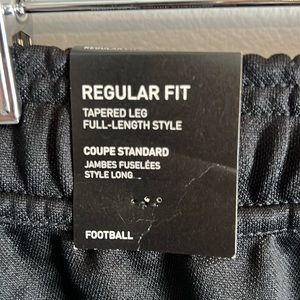 REGULAR FIT
TAPERED LEG
FULL-LENGTH STYLE
COUPE STANDARD
JAMBES FUSELÉES
STYLE LONG
FOOTBALL